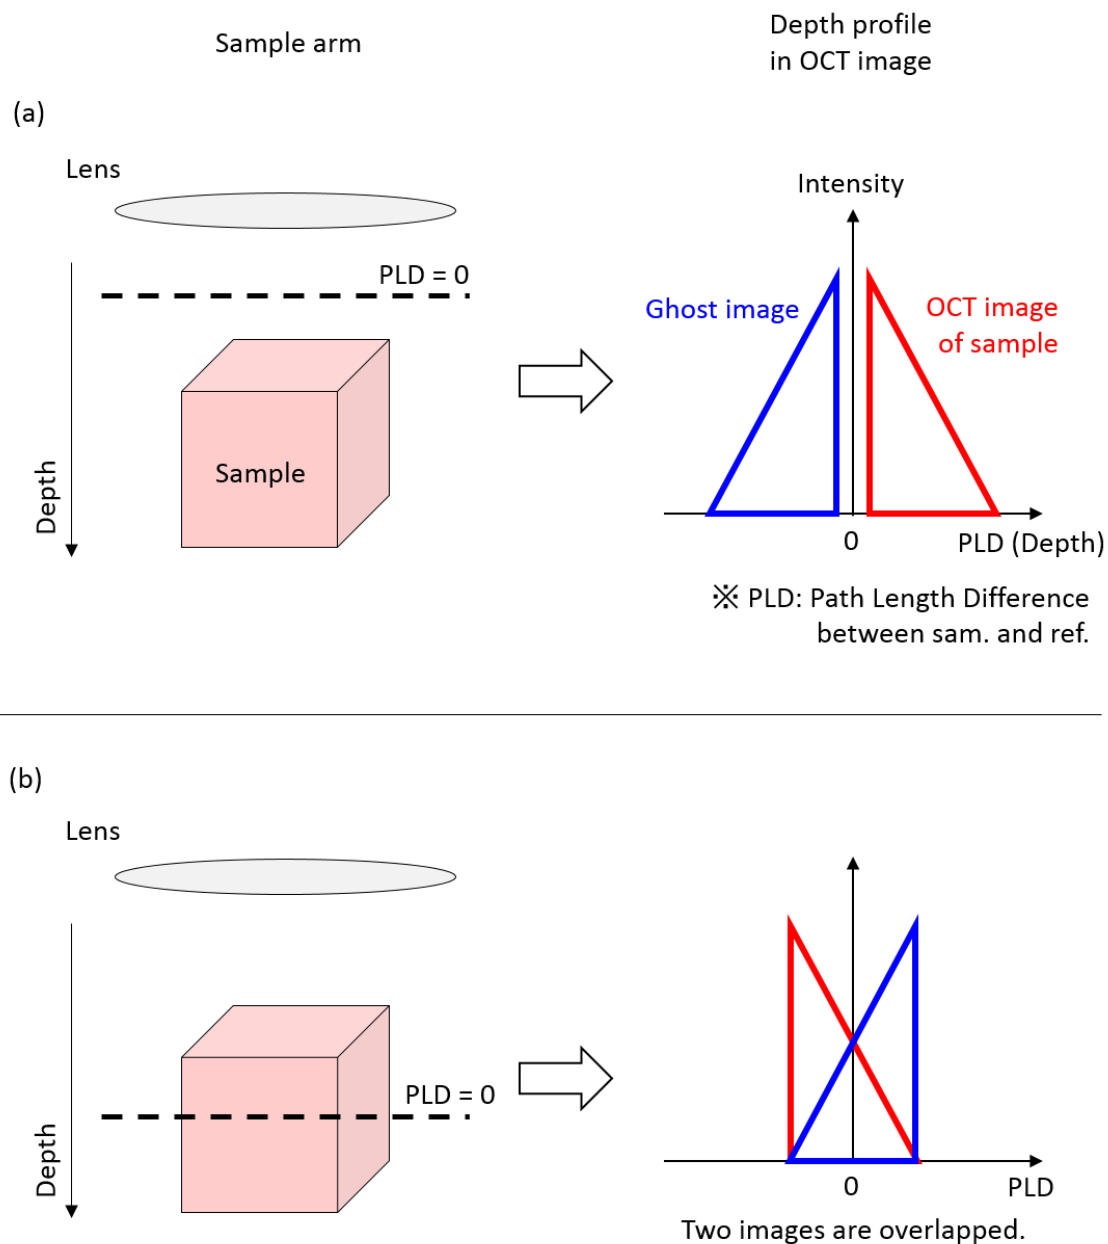 Sample arm
Depth profile
in OCT image
(a)
Lens
PLD = 0
Sample
Depth
Intensity
Ghost image
OCT image
of sample
0
PLD (Depth)
※ PLD: Path Length Difference
between sam. and ref.
(b)
Lens
PLD = 0
Depth
0
PLD
Two images are overlapped.